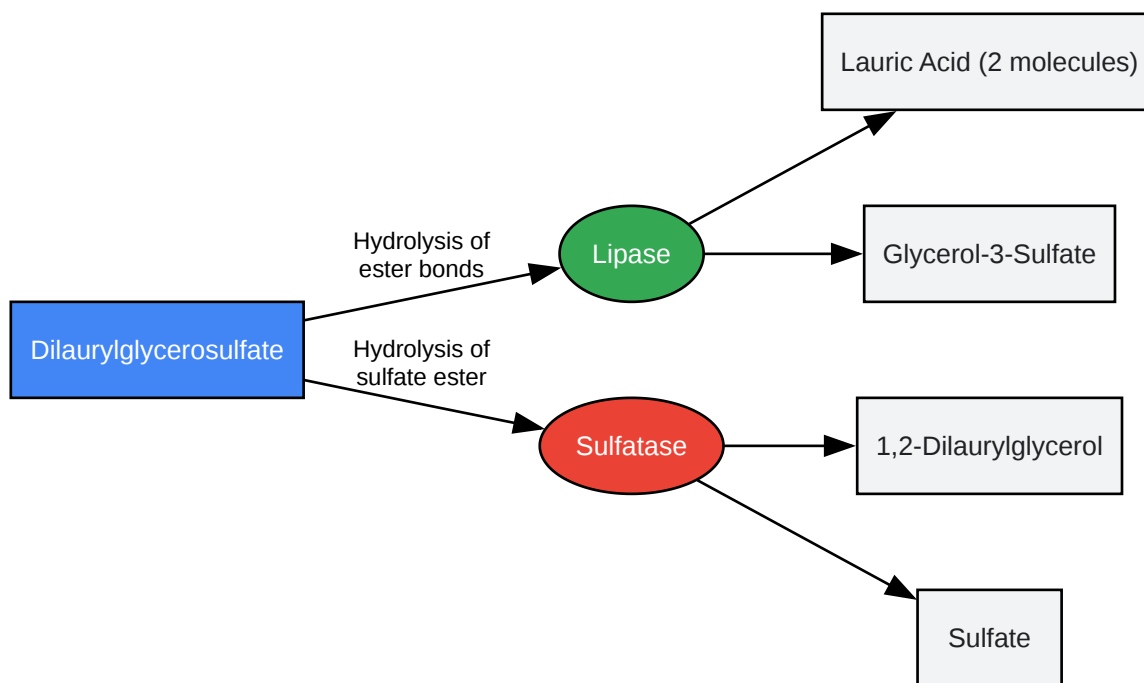 Lauric Acid (2 molecules)
Hydrolysis of
ester bonds
Lipase
Glycerol-3-Sulfate
Dilaurylglycerosulfate
Hydrolysis of
sulfate ester
Sulfatase
1,2-Dilaurylglycerol
Sulfate